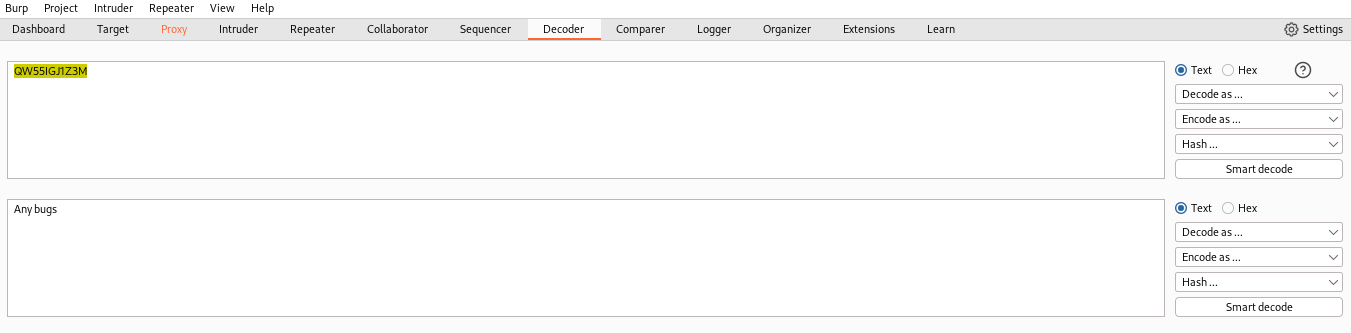 Burp Project Intruder Repeater View Help
Dashboard Target Proxy Intruder Repeater Collaborator Sequencer Decoder Comparer Logger Organizer Extensions Learn Settings
QW55IGJ1Z3M
Text Hex ?
Decode as ...
Encode as ...
Hash ...
Smart decode
Any bugs
Text Hex
Decode as ...
Encode as ...
Hash ...
Smart decode